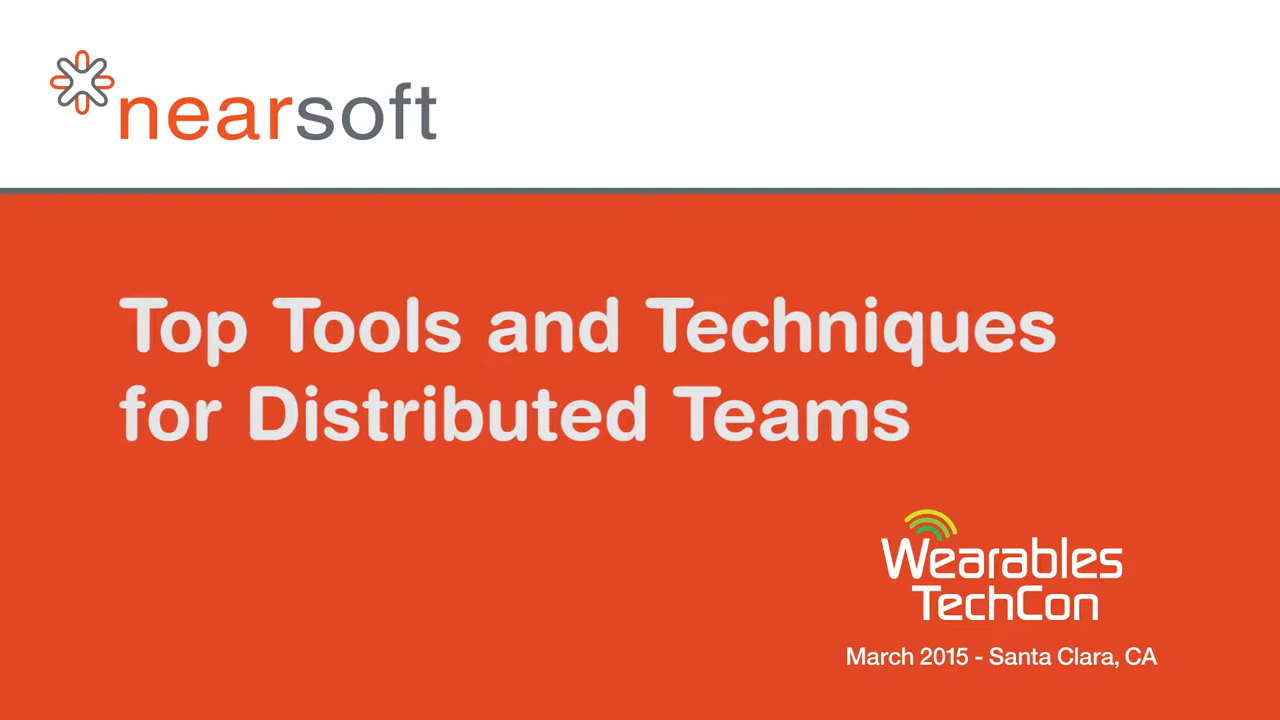 nearsoft
Top Tools and Techniques
for Distributed Teams
Wearables
TechCon
March 2015 - Santa Clara, CA